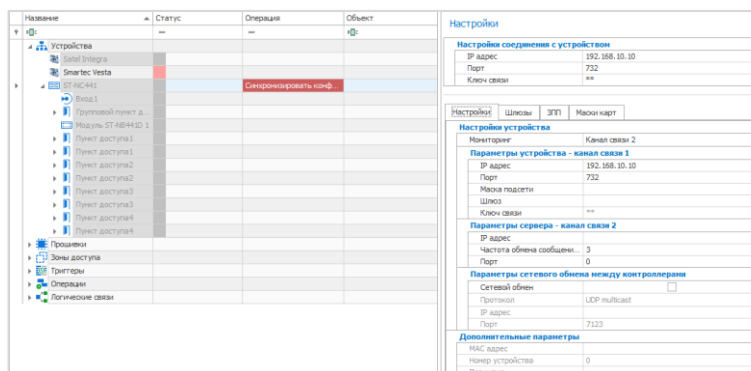 Название Статус Операция Объект
= =
Устройства
Satel Integra
Smartec Vesta
ST-NC441 Синхронизировать конф...
Вход1
Групповой пункт д...
Модуль ST-NB441D 1
Пункт доступа1
Пункт доступа1
Пункт доступа2
Пункт доступа2
Пункт доступа3
Пункт доступа3
Пункт доступа4
Пункт доступа4
Прошивки
Зоны доступа
Триггеры
Операции
Логические связи
Настройки
Настройки соединения с устройством
IP адрес 192.168.10.10
Порт 732
Ключ связи **
Настройки Шлюзы ЗПП Маски карт
Настройки устройства
Мониторинг Канал связи 2
Параметры устройства - канал связи 1
IP адрес 192.168.10.10
Порт 732
Маска подсети
Шлюз
Ключ связи **
Параметры сервера - канал связи 2
IP адрес
Частота обмена сообщени... 3
Порт 0
Параметры сетевого обмена между контроллерами
Сетевой обмен
Протокол UDP multicast
IP адрес
Порт 7123
Дополнительные параметры
MAC адрес
Номер устройства 0